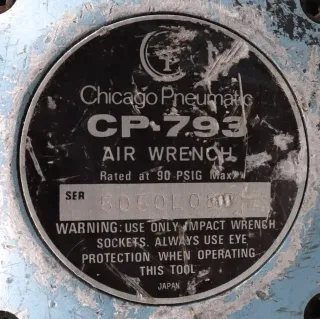 Chicago Pneumatic
CP-793
AIR WRENCH
Rated at 90 PSIG Max.
SER
WARNING: USE ONLY IMPACT WRENCH
SOCKETS. ALWAYS USE EYE
PROTECTION WHEN OPERATING
THIS TOOL
JAPAN